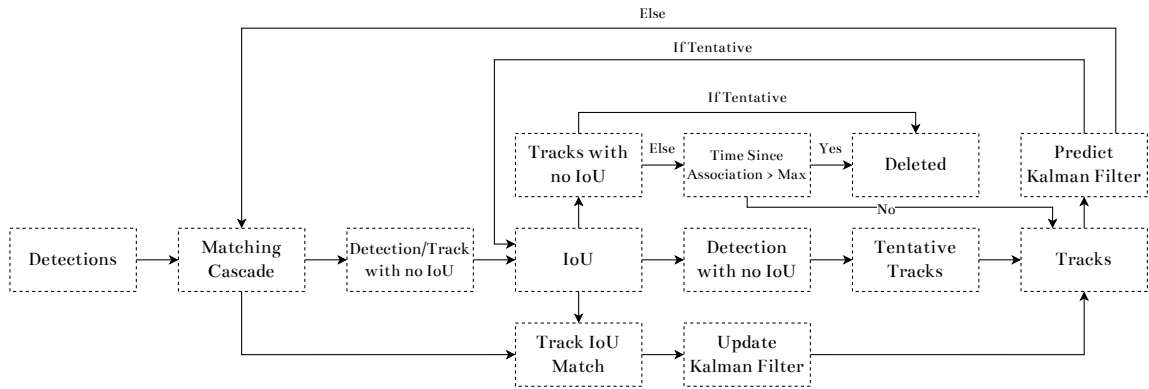 Else
If Tentative
If Tentative
Tracks with
no IoU
Else
Time Since
Association > Max
Yes
Deleted
Predict
Kalman Filter
No
Detections
Matching
Cascade
Detection/Track
with no IoU
IoU
Detection
with no IoU
Tentative
Tracks
Tracks
Track IoU
Match
Update
Kalman Filter